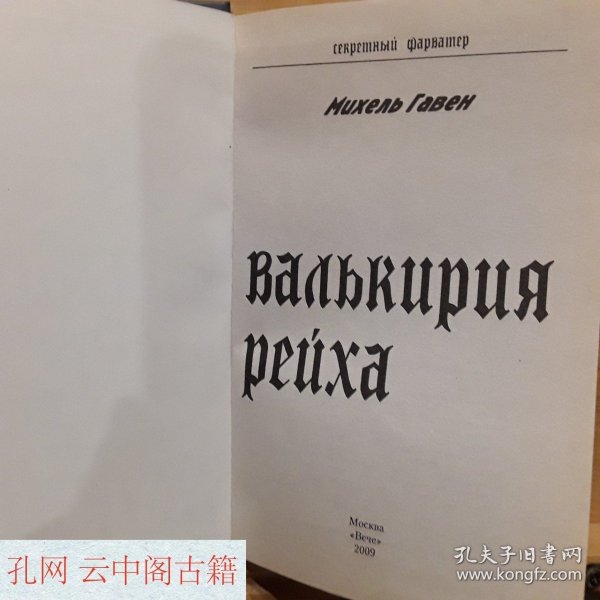 секретный фарватер
Михель Гавен
валькирия
рейха
Москва
«Вече»
2009
孔网 云中阁古籍
孔夫子旧书网
www.kongfz.com